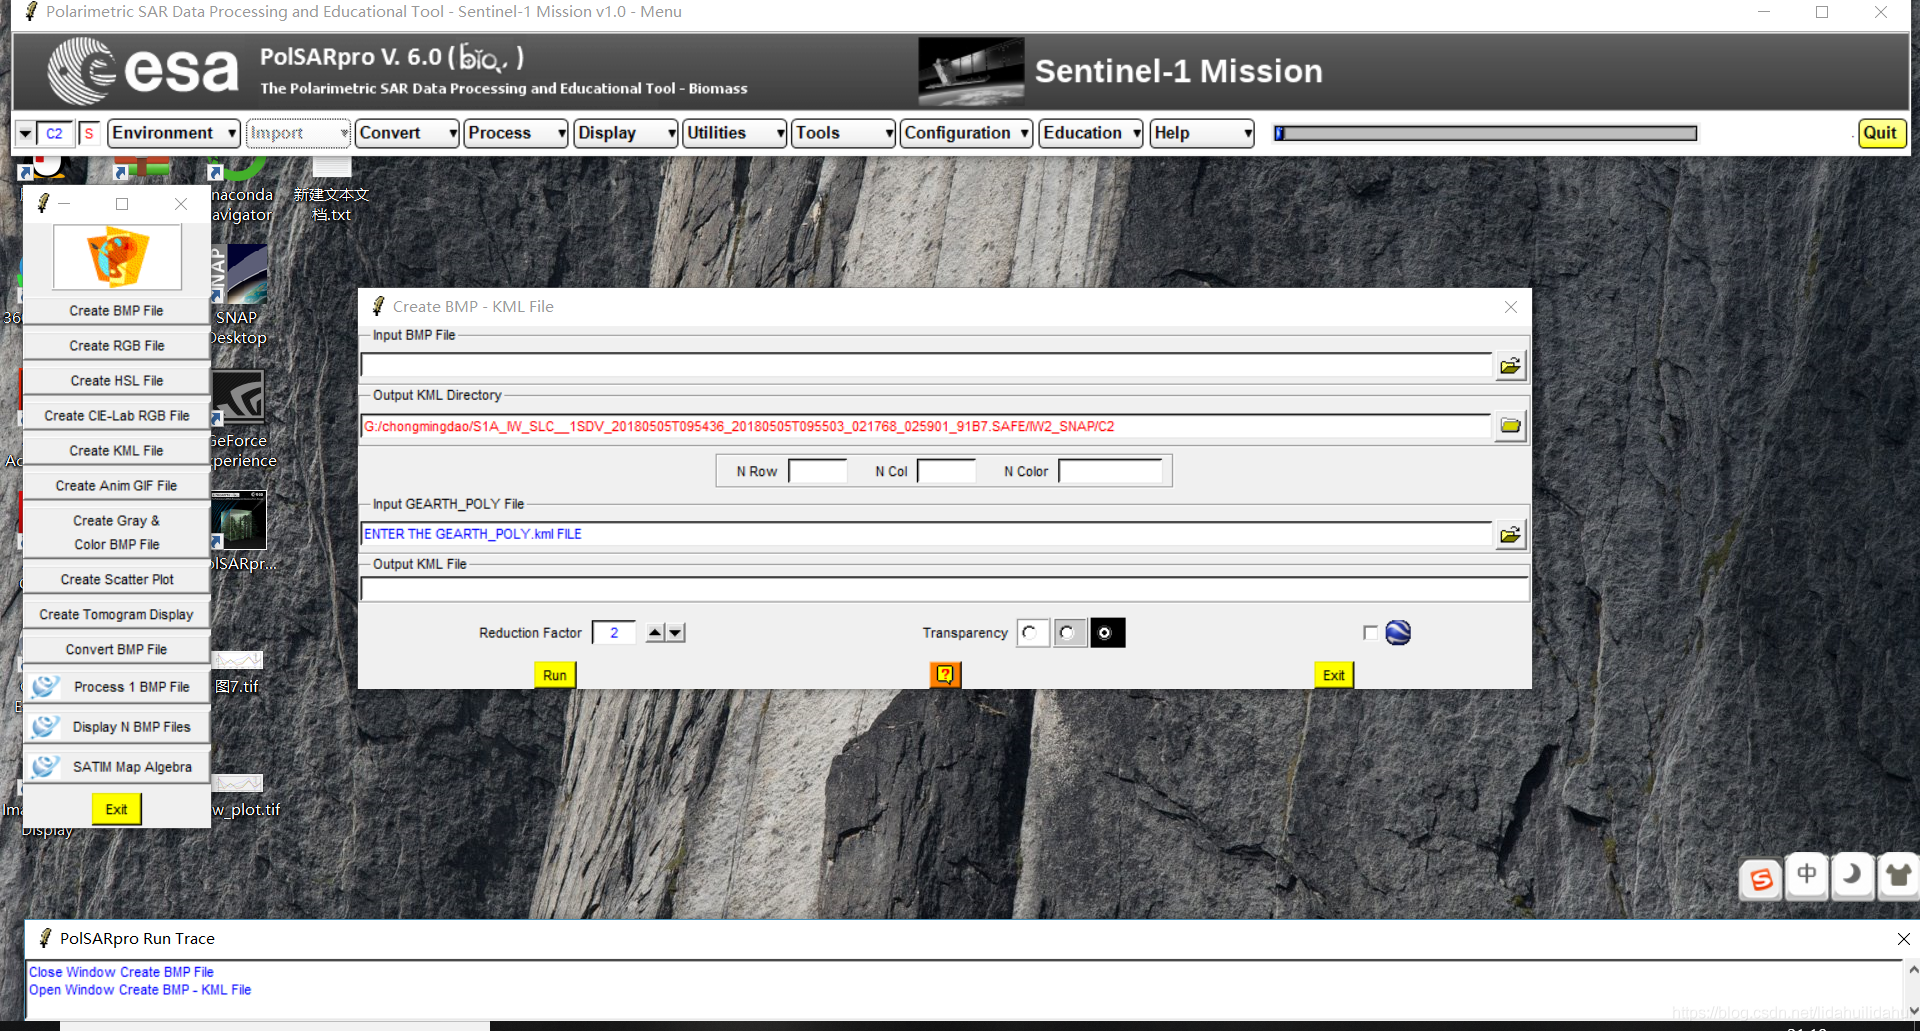 Polarimetric SAR Data Processing and Educational Tool - Sentinel-1 Mission v1.0 - Menu
esa
PolSARpro V. 6.0 (bio. )
The Polarimetric SAR Data Processing and Educational Tool - Biomass
Sentinel-1 Mission
C2 S Environment Import Convert Process Display Utilities Tools Configuration Education Help Quit
新建文本文
档.txt
Create BMP File
Create RGB File
Create HSL File
Create CIE-Lab RGB File
Create KML File
Create Anim GIF File
Create Gray &
Color BMP File
Create Scatter Plot
Create Tomogram Display
Convert BMP File
Process 1 BMP File
Display N BMP Files
SATIM Map Algebra
Exit
naconda
avigator
SNAP
SNAP
Desktop
eForce
xperience
olSARpr...
图7.tif
w_plot.tif
Display
Create BMP - KML File
Input BMP File
Output KML Directory
G:/chongmingdao/S1A_IW_SLC__1SDV_20180505T095436_20180505T095503_021768_025901_91B7.SAFE/IW2_SNAP/C2
N Row N Col N Color
Input GEARTH_POLY File
ENTER THE GEARTH_POLY.kml FILE
Output KML File
Reduction Factor 2 Transparency
Run ? Exit
中
PolSARpro Run Trace
Close Window Create BMP File
Open Window Create BMP - KML File